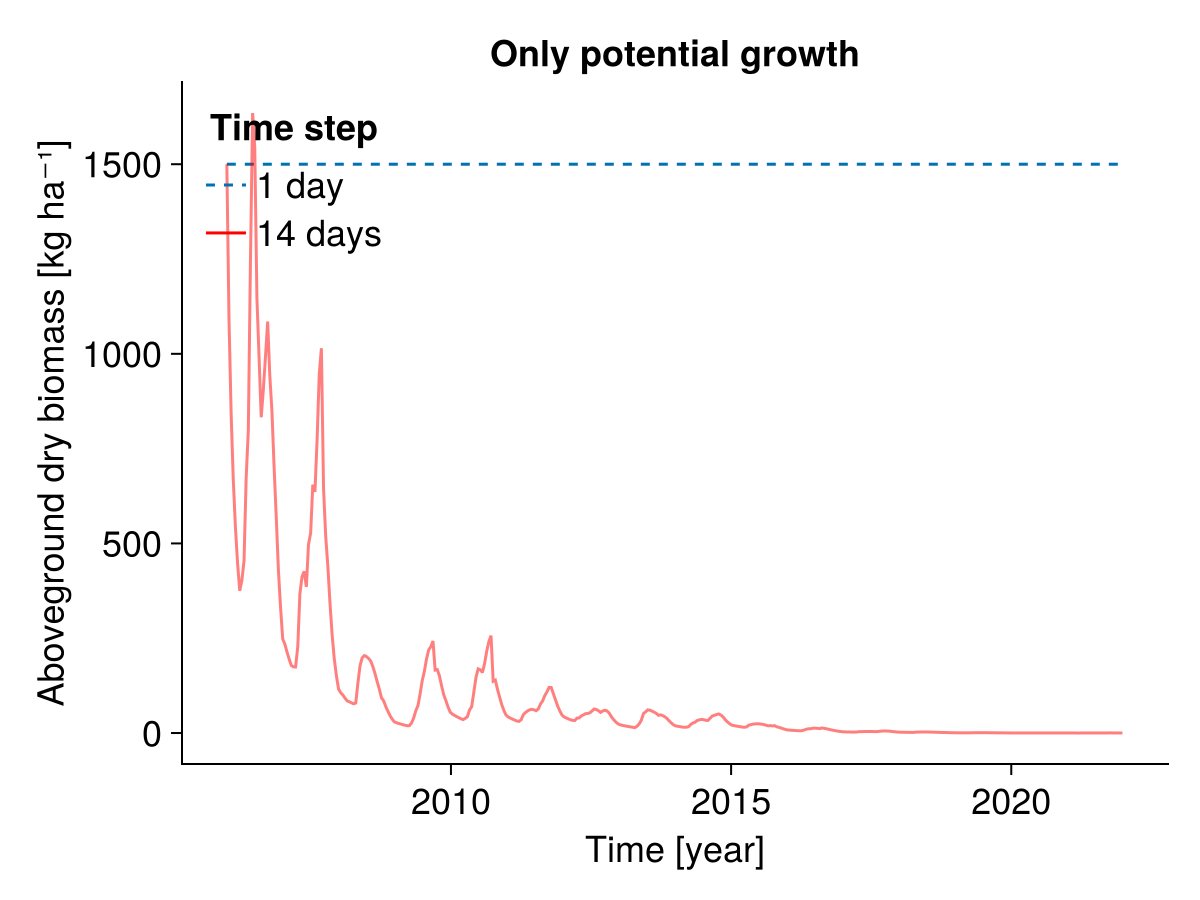 Only potential growth
Time step
1 day
14 days
Aboveground dry biomass [kg ha⁻¹]
1500
1000
500
0
2010
2015
2020
Time [year]